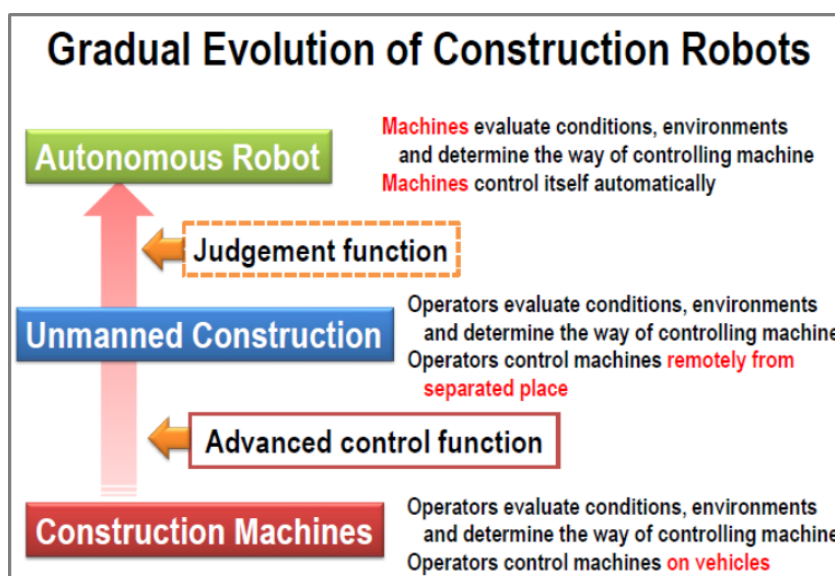 Gradual Evolution of Construction Robots
Autonomous Robot
Machines evaluate conditions, environments
and determine the way of controlling machine
Machines control itself automatically
Judgement function
Unmanned Construction
Operators evaluate conditions, environments
and determine the way of controlling machine
Operators control machines remotely from
separated place
Advanced control function
Construction Machines
Operators evaluate conditions, environments
and determine the way of controlling machine
Operators control machines on vehicles